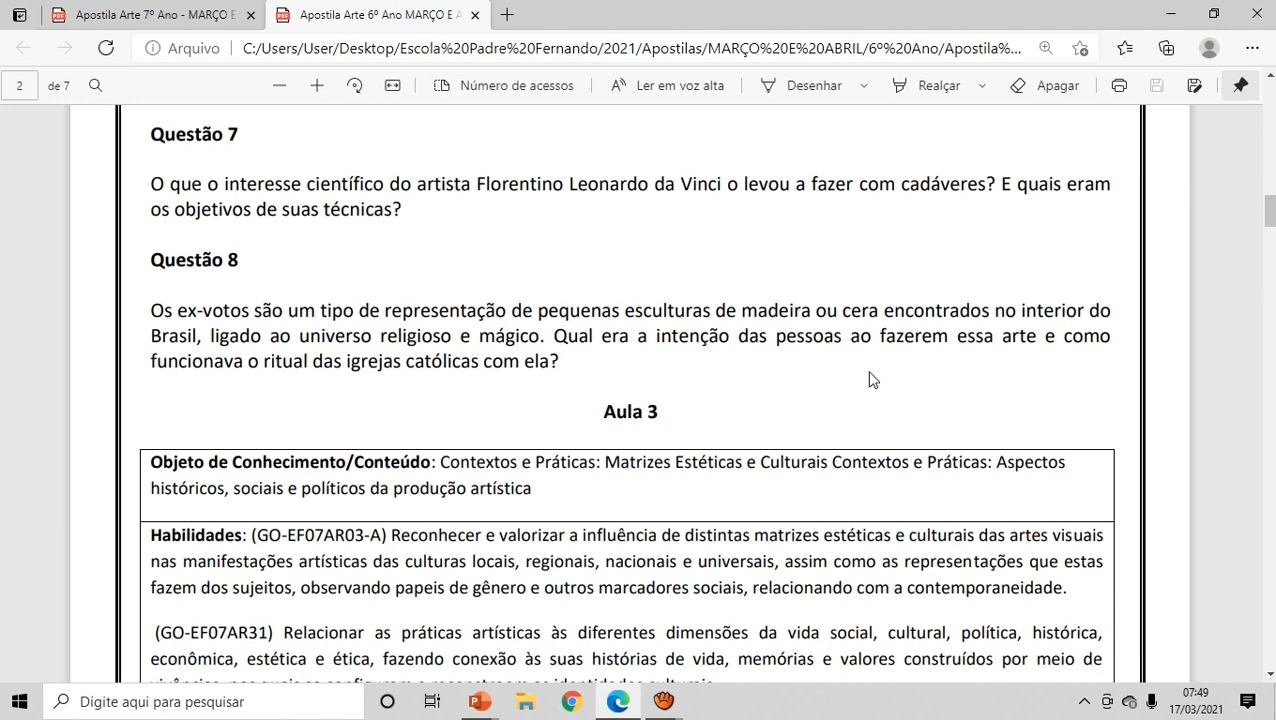 Apostila Arte 7º Ano - MARÇO E
Apostila Arte 6º Ano MARÇO E A
Arquivo
C:/Users/User/Desktop/Escola%20Padre%20Fernando/2021/Apostilas/MARÇO%20E%20ABRIL/6º%20Ano/Apostila%...
2 de 7
Número de acessos
Ler em voz alta
Desenhar
Realçar
Apagar
Questão 7
O que o interesse científico do artista Florentino Leonardo da Vinci o levou a fazer com cadáveres? E quais eram
os objetivos de suas técnicas?
Questão 8
Os ex-votos são um tipo de representação de pequenas esculturas de madeira ou cera encontrados no interior do
Brasil, ligado ao universo religioso e mágico. Qual era a intenção das pessoas ao fazerem essa arte e como
funcionava o ritual das igrejas católicas com ela?
Aula 3
Objeto de Conhecimento/Conteúdo: Contextos e Práticas: Matrizes Estéticas e Culturais Contextos e Práticas: Aspectos
históricos, sociais e políticos da produção artística
Habilidades: (GO-EF07AR03-A) Reconhecer e valorizar a influência de distintas matrizes estéticas e culturais das artes visuais
nas manifestações artísticas das culturas locais, regionais, nacionais e universais, assim como as representações que estas
fazem dos sujeitos, observando papeis de gênero e outros marcadores sociais, relacionando com a contemporaneidade.
(GO-EF07AR31) Relacionar as práticas artísticas às diferentes dimensões da vida social, cultural, política, histórica,
econômica, estética e ética, fazendo conexão às suas histórias de vida, memórias e valores construídos por meio de
Digite aqui para pesquisar
07:49
17/03/2021